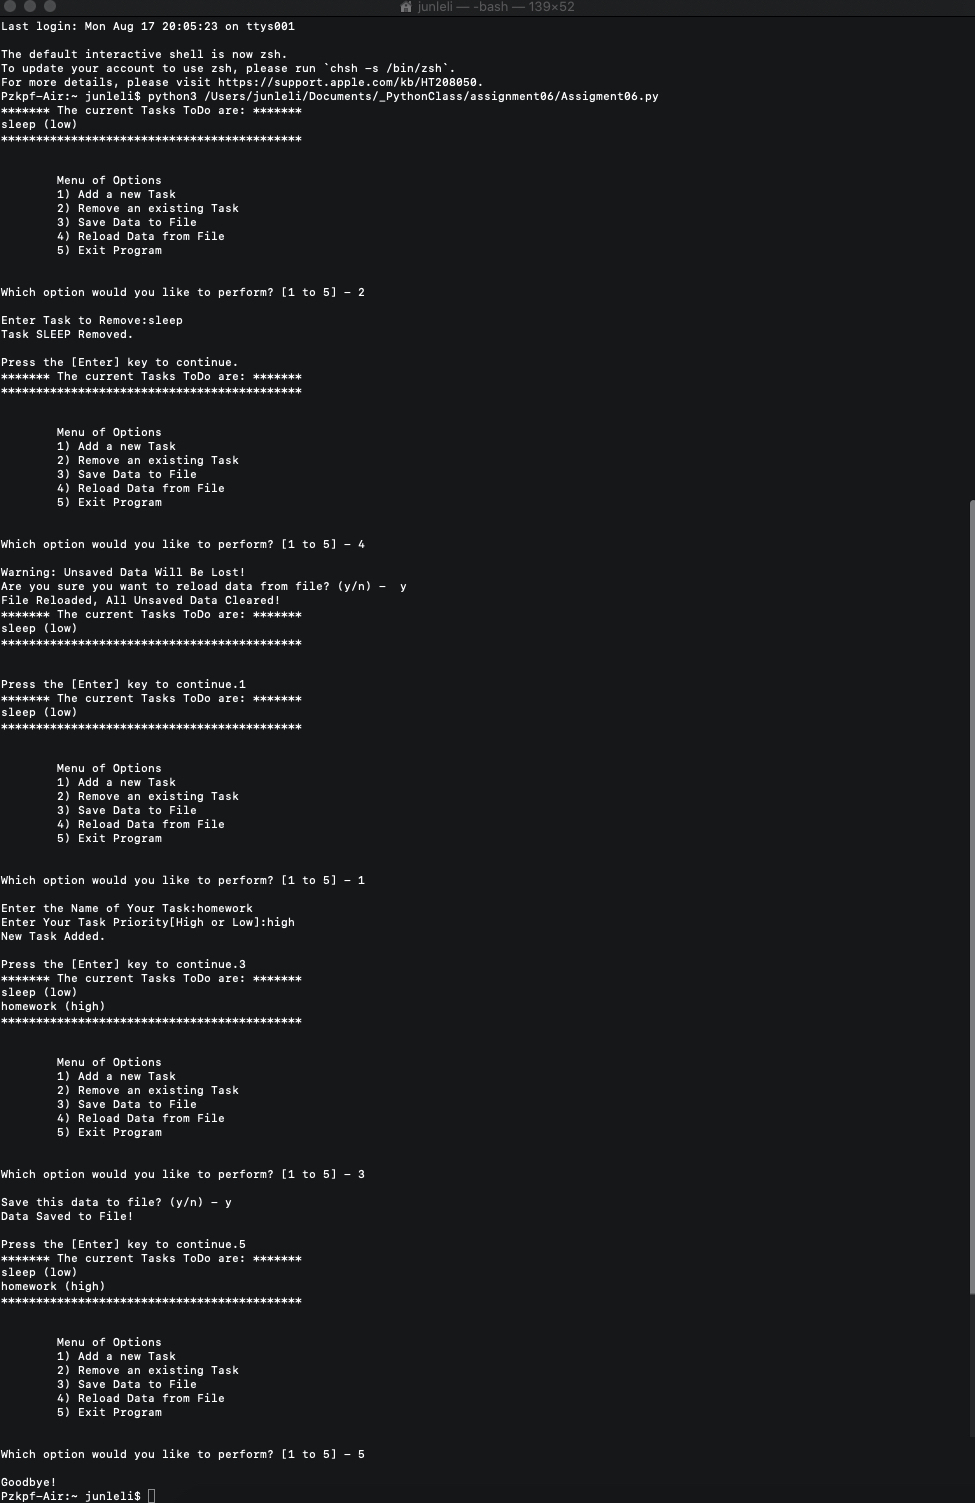 junleli — -bash — 139×52
Last login: Mon Aug 17 20:05:23 on ttys001
The default interactive shell is now zsh.
To update your account to use zsh, please run `chsh -s /bin/zsh`.
For more details, please visit https://support.apple.com/kb/HT208050.
Pzkpf-Air:~ junleli$ python3 /Users/junleli/Documents/_PythonClass/assignment06/Assigment06.py
******* The current Tasks ToDo are: *******
sleep (low)
*******************************************
Menu of Options
1) Add a new Task
2) Remove an existing Task
3) Save Data to File
4) Reload Data from File
5) Exit Program
Which option would you like to perform? [1 to 5] - 2
Enter Task to Remove:sleep
Task SLEEP Removed.
Press the [Enter] key to continue.
******* The current Tasks ToDo are: *******
*******************************************
Menu of Options
1) Add a new Task
2) Remove an existing Task
3) Save Data to File
4) Reload Data from File
5) Exit Program
Which option would you like to perform? [1 to 5] - 4
Warning: Unsaved Data Will Be Lost!
Are you sure you want to reload data from file? (y/n) -  y
File Reloaded, All Unsaved Data Cleared!
******* The current Tasks ToDo are: *******
sleep (low)
*******************************************
Press the [Enter] key to continue.1
******* The current Tasks ToDo are: *******
sleep (low)
*******************************************
Menu of Options
1) Add a new Task
2) Remove an existing Task
3) Save Data to File
4) Reload Data from File
5) Exit Program
Which option would you like to perform? [1 to 5] - 1
Enter the Name of Your Task:homework
Enter Your Task Priority[High or Low]:high
New Task Added.
Press the [Enter] key to continue.3
******* The current Tasks ToDo are: *******
sleep (low)
homework (high)
*******************************************
Menu of Options
1) Add a new Task
2) Remove an existing Task
3) Save Data to File
4) Reload Data from File
5) Exit Program
Which option would you like to perform? [1 to 5] - 3
Save this data to file? (y/n) - y
Data Saved to File!
Press the [Enter] key to continue.5
******* The current Tasks ToDo are: *******
sleep (low)
homework (high)
*******************************************
Menu of Options
1) Add a new Task
2) Remove an existing Task
3) Save Data to File
4) Reload Data from File
5) Exit Program
Which option would you like to perform? [1 to 5] - 5
Goodbye!
Pzkpf-Air:~ junleli$